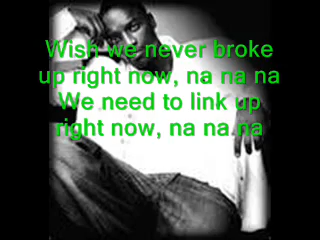 Wish we never broke
up right now, na na na
We need to link up
right now, na na na